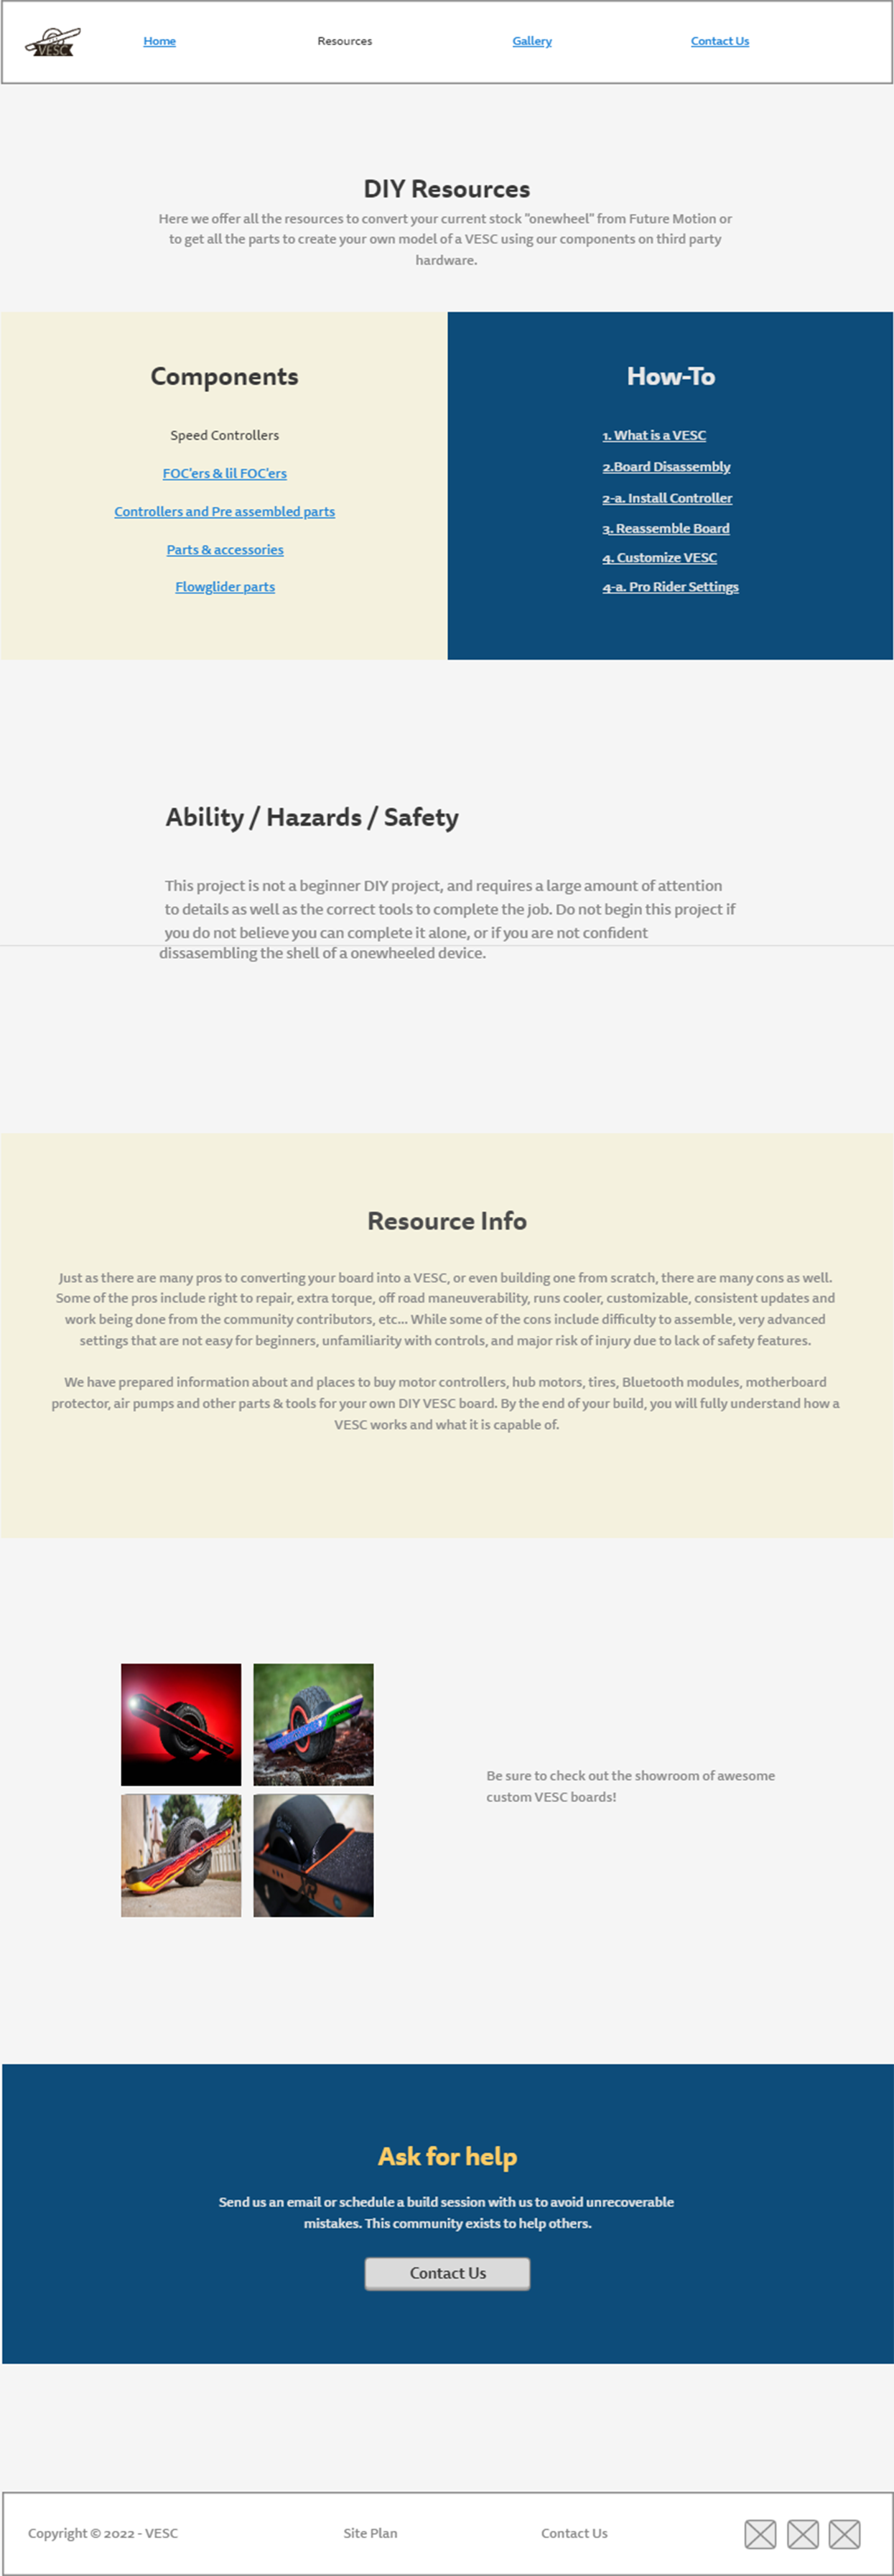 VESC
Home
Resources
Gallery
Contact Us
DIY Resources
Here we offer all the resources to convert your current stock "onewheel" from Future Motion or
to get all the parts to create your own model of a VESC using our components on third party
hardware.
Components
Speed Controllers
FOC'ers & lil FOC'ers
Controllers and Pre assembled parts
Parts & accessories
Flowglider parts
How-To
1. What is a VESC
2.Board Disassembly
2-a. Install Controller
3. Reassemble Board
4. Customize VESC
4-a. Pro Rider Settings
Ability / Hazards / Safety
This project is not a beginner DIY project, and requires a large amount of attention
to details as well as the correct tools to complete the job. Do not begin this project if
you do not believe you can complete it alone, or if you are not confident
dissasembling the shell of a onewheeled device.
Resource Info
Just as there are many pros to converting your board into a VESC, or even building one from scratch, there are many cons as well.
Some of the pros include right to repair, extra torque, off road maneuverability, runs cooler, customizable, consistent updates and
work being done from the community contributors, etc... While some of the cons include difficulty to assemble, very advanced
settings that are not easy for beginners, unfamiliarity with controls, and major risk of injury due to lack of safety features.
We have prepared information about and places to buy motor controllers, hub motors, tires, Bluetooth modules, motherboard
protector, air pumps and other parts & tools for your own DIY VESC board. By the end of your build, you will fully understand how a
VESC works and what it is capable of.
Be sure to check out the showroom of awesome
custom VESC boards!
Ask for help
Send us an email or schedule a build session with us to avoid unrecoverable
mistakes. This community exists to help others.
Contact Us
Copyright © 2022 - VESC
Site Plan
Contact Us